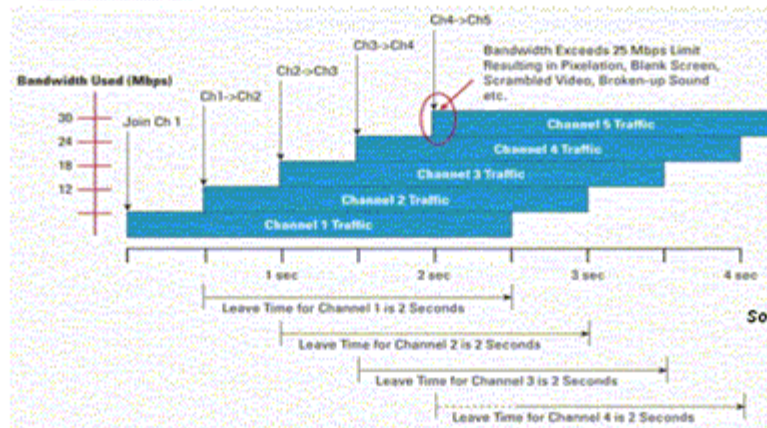 Ch4->Ch5
Ch3->Ch4
Bandwidth Exceeds 25 Mbps Limit
Resulting in Pixelation, Blank Screen,
Scrambled Video, Broken-up Sound
etc.
Ch2->Ch3
Bandwidth Used (Mbps)
Ch1->Ch2
Join Ch 1
30
24
18
12
Channel 5 Traffic
Channel 4 Traffic
Channel 3 Traffic
Channel 2 Traffic
Channel 1 Traffic
1 sec
2 sec
3 sec
4 sec
Leave Time for Channel 1 is 2 Seconds
So
Leave Time for Channel 2 is 2 Seconds
Leave Time for Channel 3 is 2 Seconds
Leave Time for Channel 4 is 2 Seconds